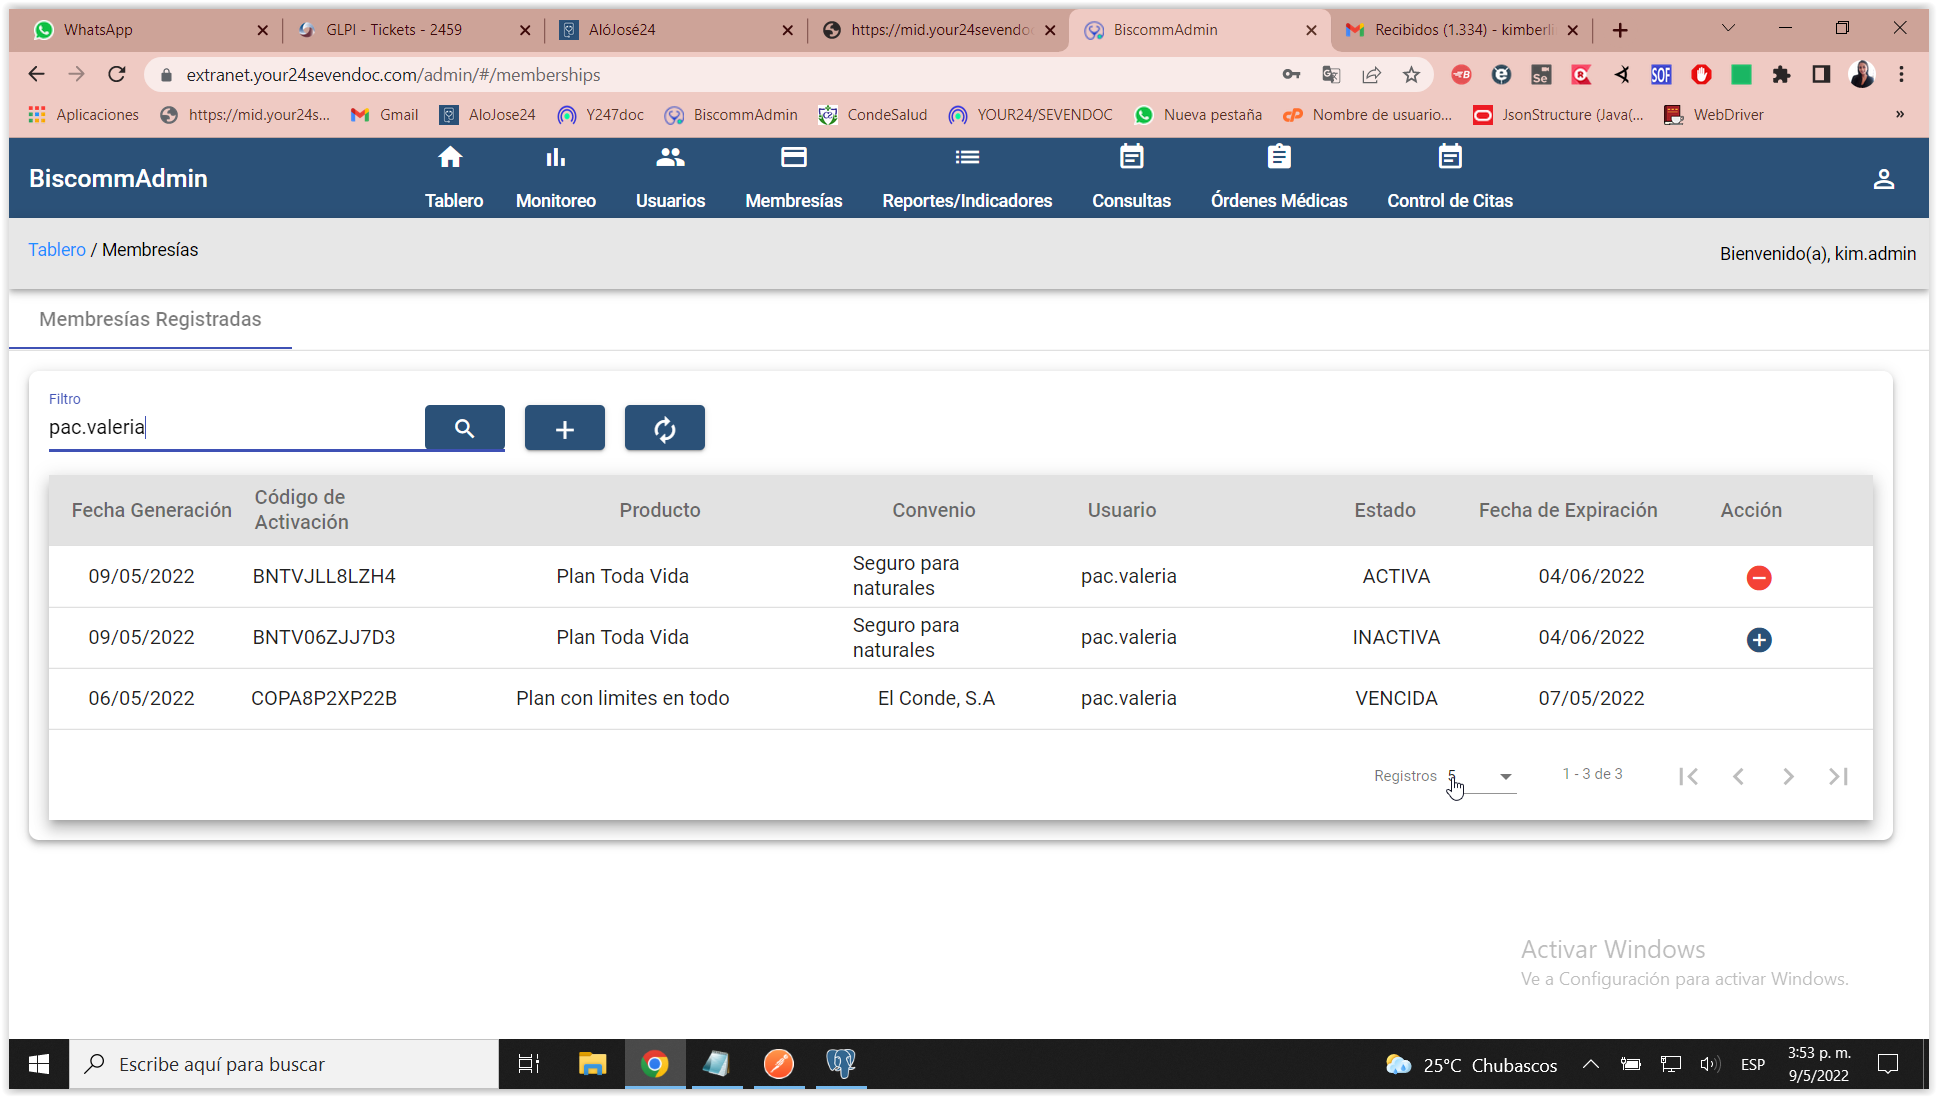 WhatsApp
GLPI - Tickets - 2459
AlóJosé24
https://mid.your24sevendo
BiscommAdmin
Recibidos (1.334) - kimberli
extranet.your24sevendoc.com/admin/#/memberships
Aplicaciones
https://mid.your24s...
Gmail
AloJose24
Y247doc
BiscommAdmin
CondeSalud
YOUR24/SEVENDOC
Nueva pestaña
Nombre de usuario...
JsonStructure (Java(...
WebDriver
»
BiscommAdmin
Tablero
Monitoreo
Usuarios
Membresías
Reportes/Indicadores
Consultas
Órdenes Médicas
Control de Citas
Tablero / Membresías
Bienvenido(a), kim.admin
Membresías Registradas
Filtro
pac.valeria
Fecha Generación
Código de
Activación
Producto
Convenio
Usuario
Estado
Fecha de Expiración
Acción
09/05/2022
BNTVJLL8LZH4
Plan Toda Vida
Seguro para
naturales
pac.valeria
ACTIVA
04/06/2022
09/05/2022
BNTV06ZJJ7D3
Plan Toda Vida
Seguro para
naturales
pac.valeria
INACTIVA
04/06/2022
06/05/2022
COPA8P2XP22B
Plan con limites en todo
El Conde, S.A
pac.valeria
VENCIDA
07/05/2022
Registros 5
1 - 3 de 3
Activar Windows
Ve a Configuración para activar Windows.
Escribe aquí para buscar
25°C Chubascos
ESP
3:53 p. m.
9/5/2022